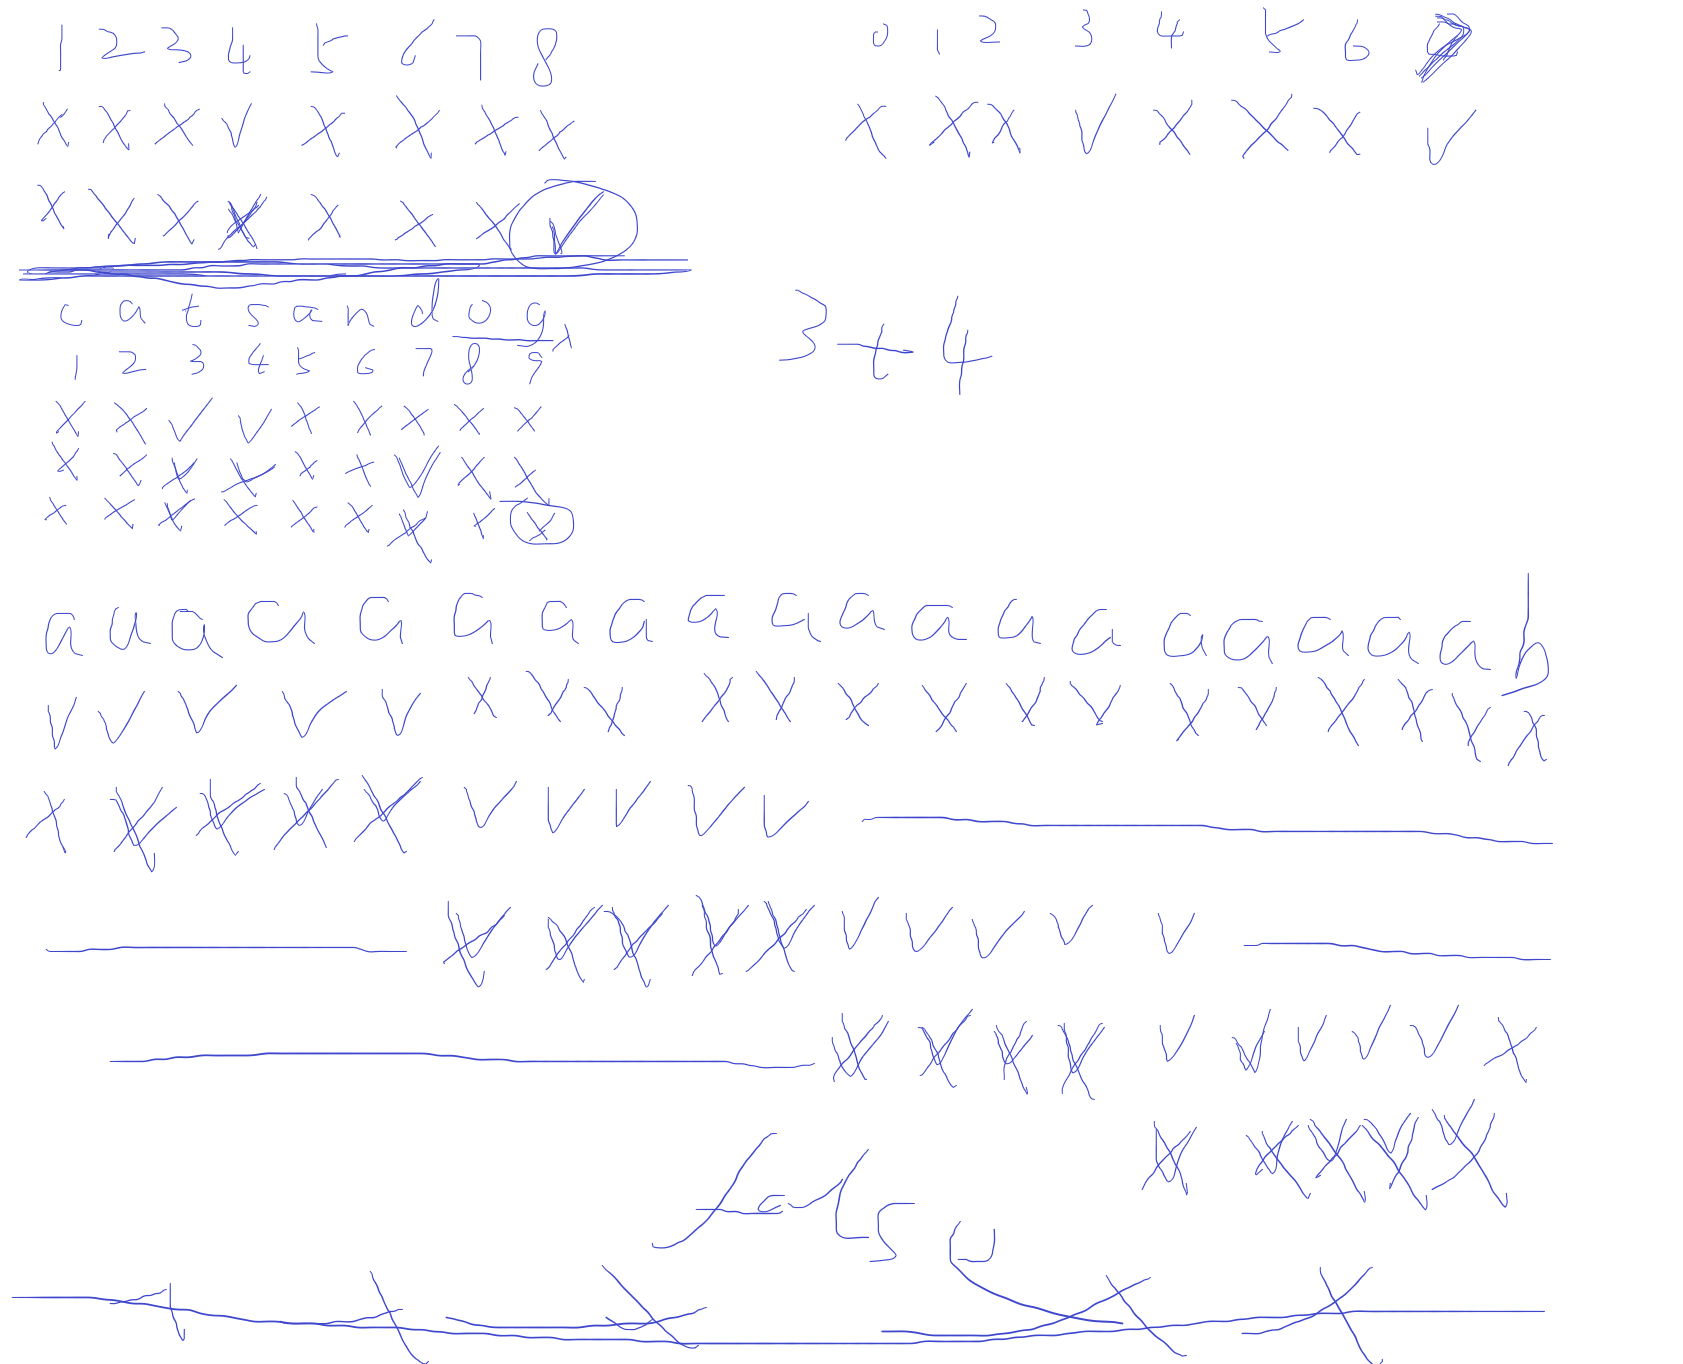 1 2 3 4 5 6 7 8
x x x √ x x x x
x x x x x x x √
0 1 2 3 4 5 6
x x x √ x x x √
c a t s a n d o g
1 2 3 4 5 6 7 8 9
x x √ √ x x x x x
x x x x x x √ x x
x x x x x x x x x
3 + 4
a a a a a a a a a a a a a a a a a a a b
√ √ √ √ √ x x x x x x x x x x x x x x x
x x x x x √ √ √ √ √
x x x x x √ √ √ √ √
x x x x √ √ √ √ √ x
x x x x x
false